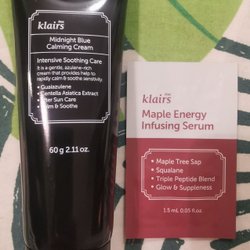 klairs
Midnight Blue
Calming Cream
Intensive Soothing Care
It is a gentle, azulene-rich
cream that provides help to
rapidly calm & soothe sensitivity
• Guaiazulene
• Centella Asiatica Extract
• After Sun Care
• Calm & Soothe
60 g 2.11 oz.
klairs
Maple Energy
Infusing Serum
• Maple Tree Sap
• Squalane
• Triple Peptide Blend
• Glow & Suppleness
1.5 mL 0.05 fl.oz